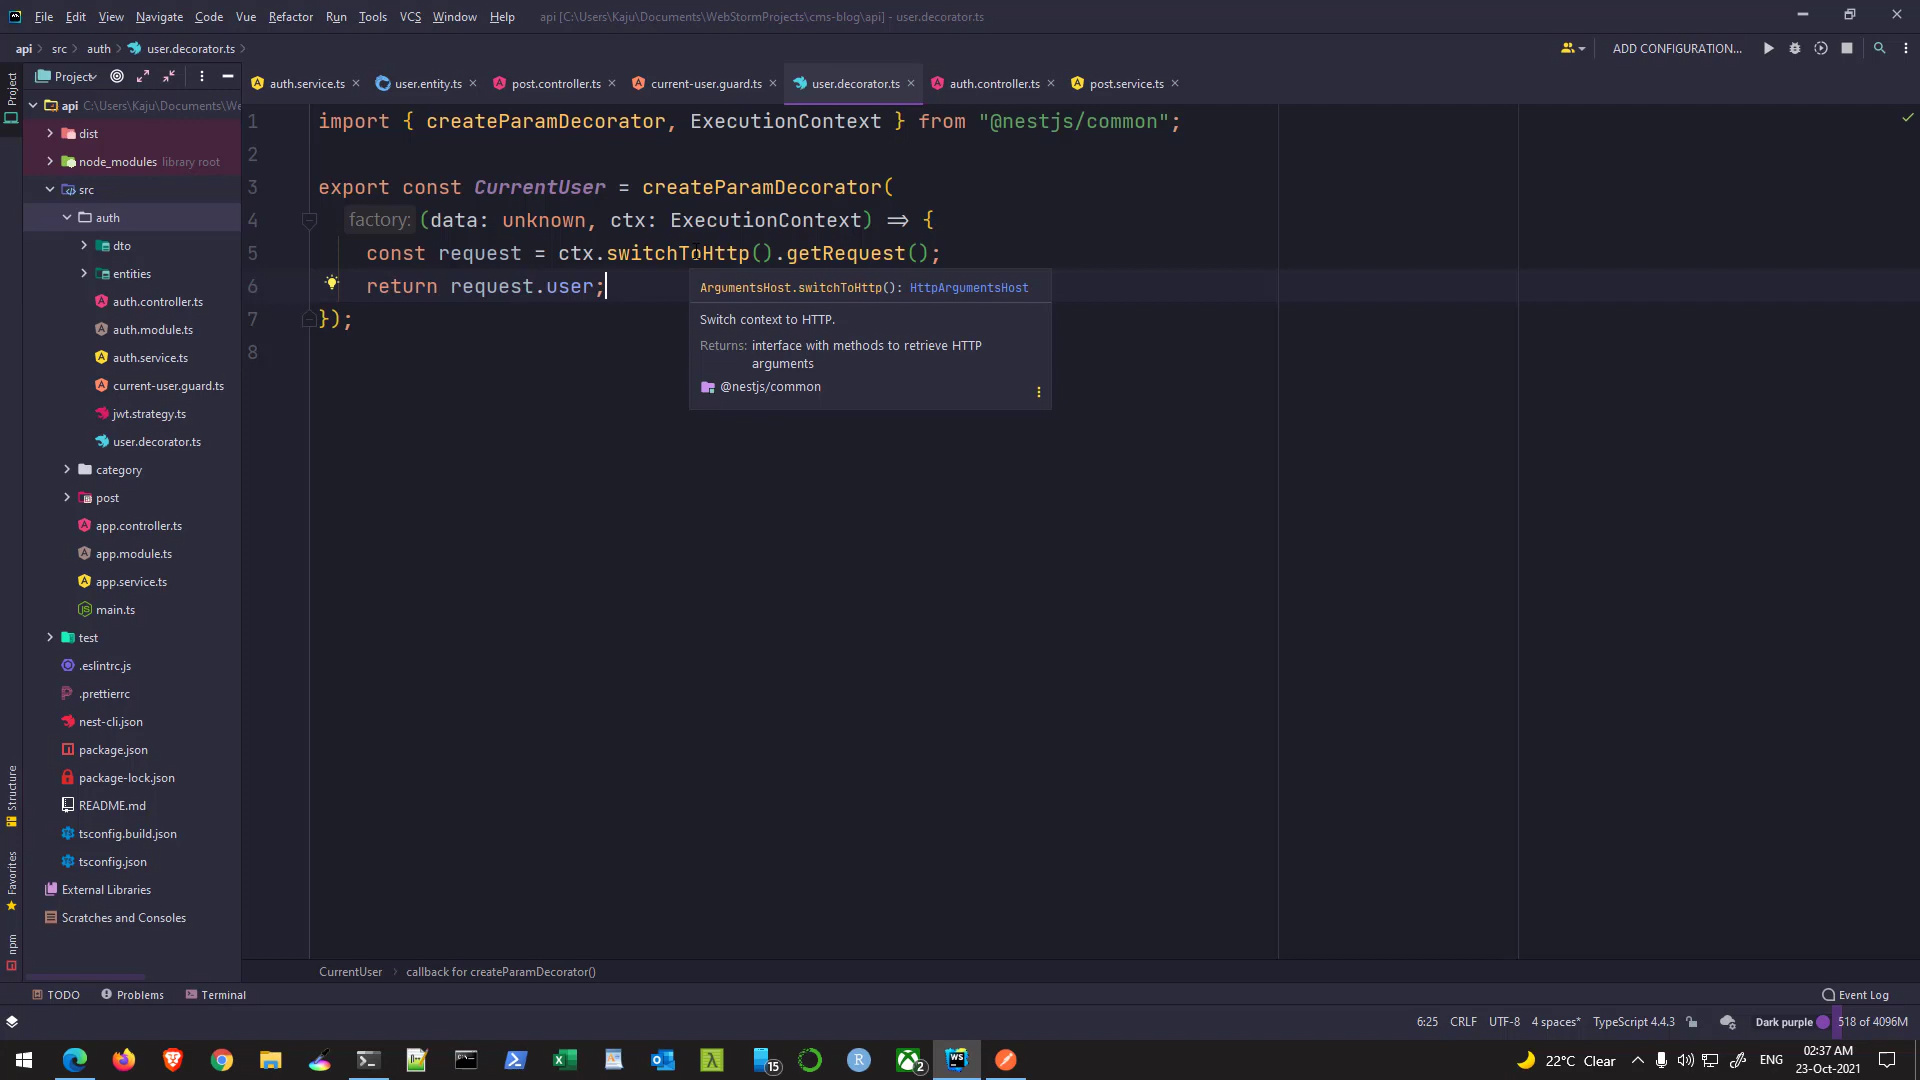 File Edit View Navigate Code Vue Refactor Run Tools VCS Window Help api [C:\Users\Kaju\Documents\WebStormProjects\cms-blog\api] - user.decorator.ts
api src auth user.decorator.ts ADD CONFIGURATION...
Project
auth.service.ts user.entity.ts post.controller.ts current-user.guard.ts user.decorator.ts auth.controller.ts post.service.ts
Project
api C:\Users\Kaju\Documents\We
dist
node_modules library root
src
auth
dto
entities
auth.controller.ts
auth.module.ts
auth.service.ts
current-user.guard.ts
jwt.strategy.ts
user.decorator.ts
category
post
app.controller.ts
app.module.ts
app.service.ts
main.ts
test
.eslintrc.js
.prettierrc
nest-cli.json
package.json
package-lock.json
README.md
tsconfig.build.json
tsconfig.json
External Libraries
Scratches and Consoles
Structure
Favorites
npm
1 import { createParamDecorator, ExecutionContext } from "@nestjs/common";
2
3 export const CurrentUser = createParamDecorator(
4 factory: (data: unknown, ctx: ExecutionContext) => {
5 const request = ctx.switchToHttp().getRequest();
6 return request.user;
7 });
8
ArgumentsHost.switchToHttp(): HttpArgumentsHost
Switch context to HTTP.
Returns: interface with methods to retrieve HTTP
arguments
@nestjs/common
CurrentUser callback for createParamDecorator()
TODO Problems Terminal Event Log
6:25 CRLF UTF-8 4 spaces* TypeScript 4.4.3 Dark purple 518 of 4096M
15 R 2 WS 22°C Clear ENG 02:37 AM
23-Oct-2021